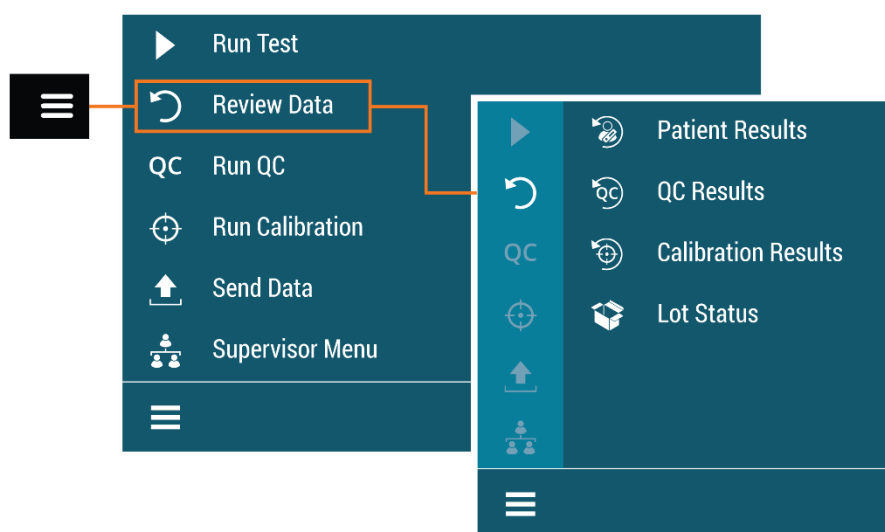 Run Test
Review Data
QC Run QC
Run Calibration
Send Data
Supervisor Menu
Patient Results
QC QC Results
QC
Calibration Results
Lot Status